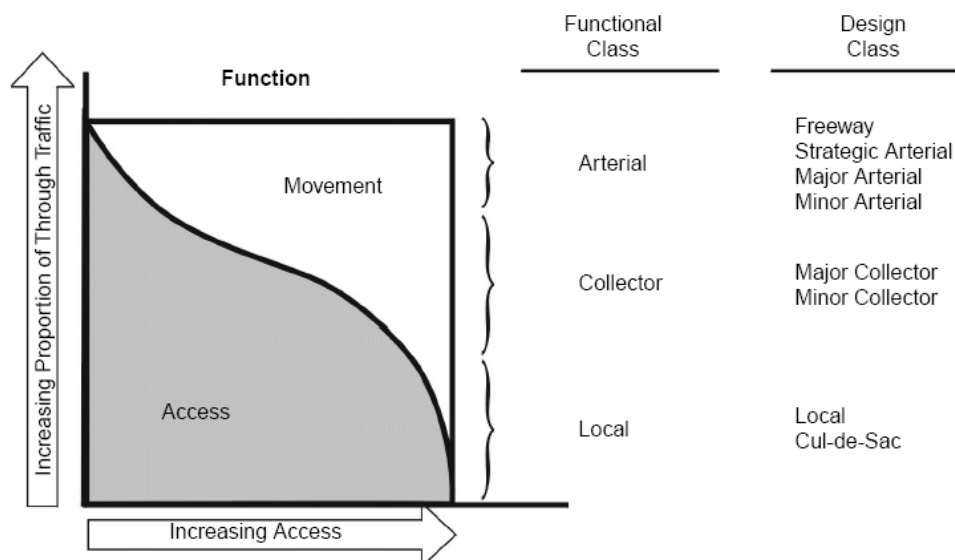 Functional
Class
Design
Class
Function
Increasing Proportion of Through Traffic
Movement
Access
Increasing Access
Arterial
Freeway
Strategic Arterial
Major Arterial
Minor Arterial
Collector
Major Collector
Minor Collector
Local
Local
Cul-de-Sac